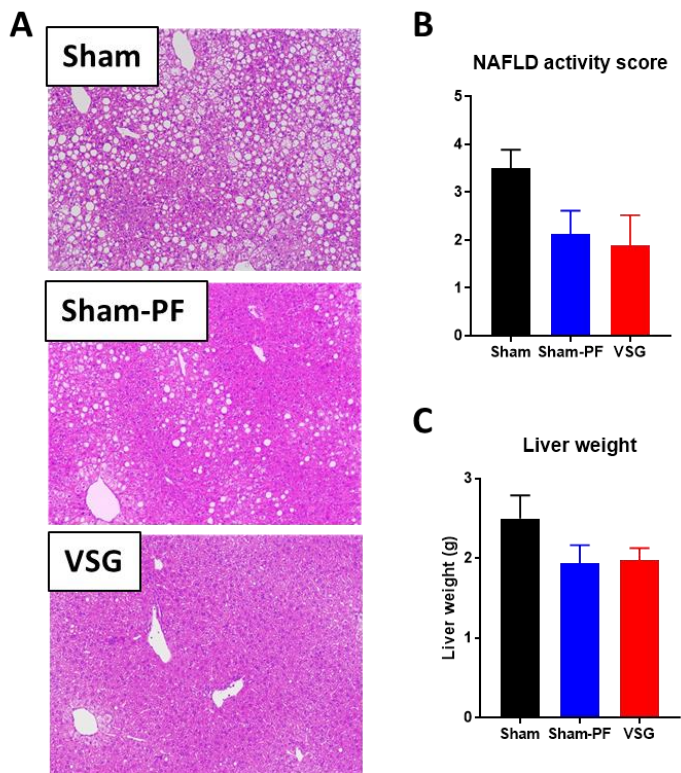 A
Sham
Sham-PF
VSG
B
NAFLD activity score
5
4
3
2
1
0
Sham Sham-PF VSG
C
Liver weight
Liver weight (g)
3
2
1
0
Sham Sham-PF VSG